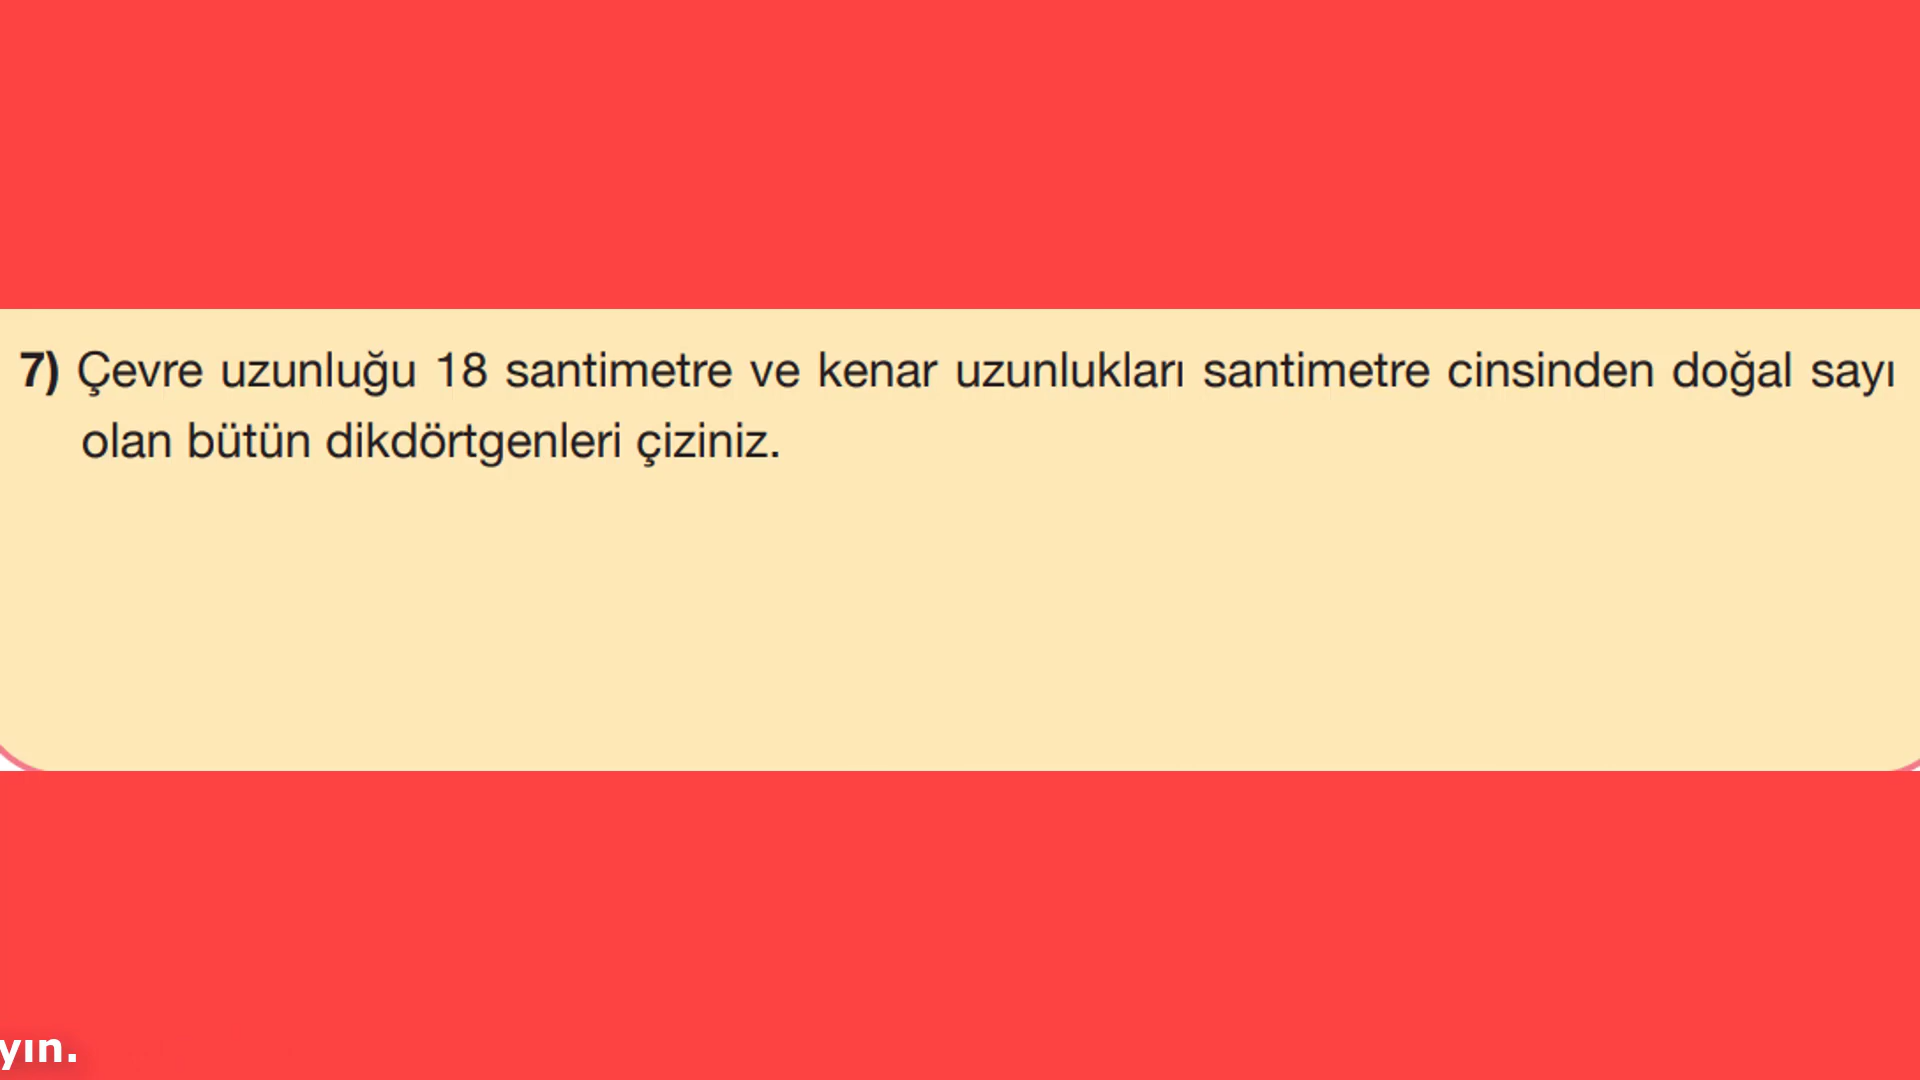 7) Çevre uzunluğu 18 santimetre ve kenar uzunlukları santimetre cinsinden doğal sayı
olan bütün dikdörtgenleri çiziniz.
yın.